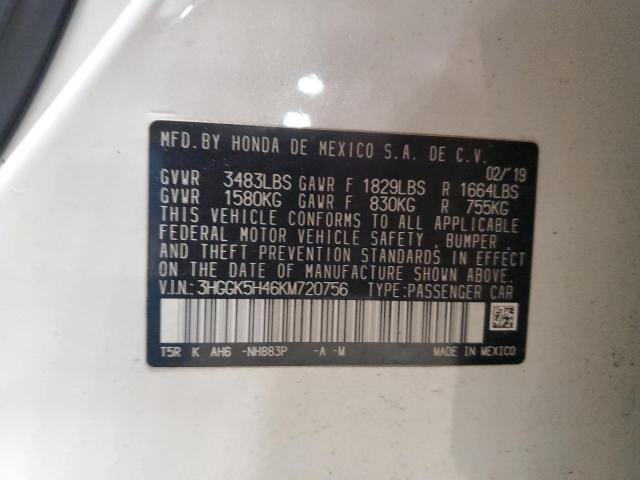 MFD. BY HONDA DE MEXICO S.A. DE C.V.
02/'19
GVWR 3483LBS GAWR F 1829LBS R 1664LBS
GVWR 1580KG GAWR F 830KG R 755KG
THIS VEHICLE CONFORMS TO ALL APPLICABLE
FEDERAL MOTOR VEHICLE SAFETY , BUMPER ,
AND THEFT PREVENTION STANDARDS IN EFFECT
ON THE DATE OF MANUFACTURE SHOWN ABOVE
V.I.N.: 3HGGK5H46KM720756 TYPE:PASSENGER CAR
T5R K AH6 -NH883P -A -M MADE IN MEXICO